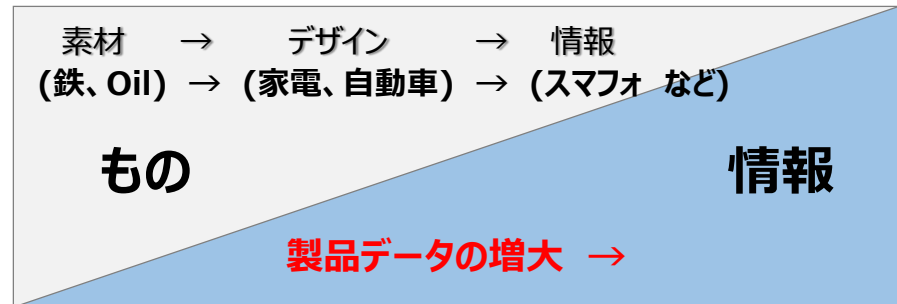 素材 → デザイン → 情報
(鉄、Oil) → (家電、自動車) → (スマフォ など)
もの 情報
製品データの増大 →